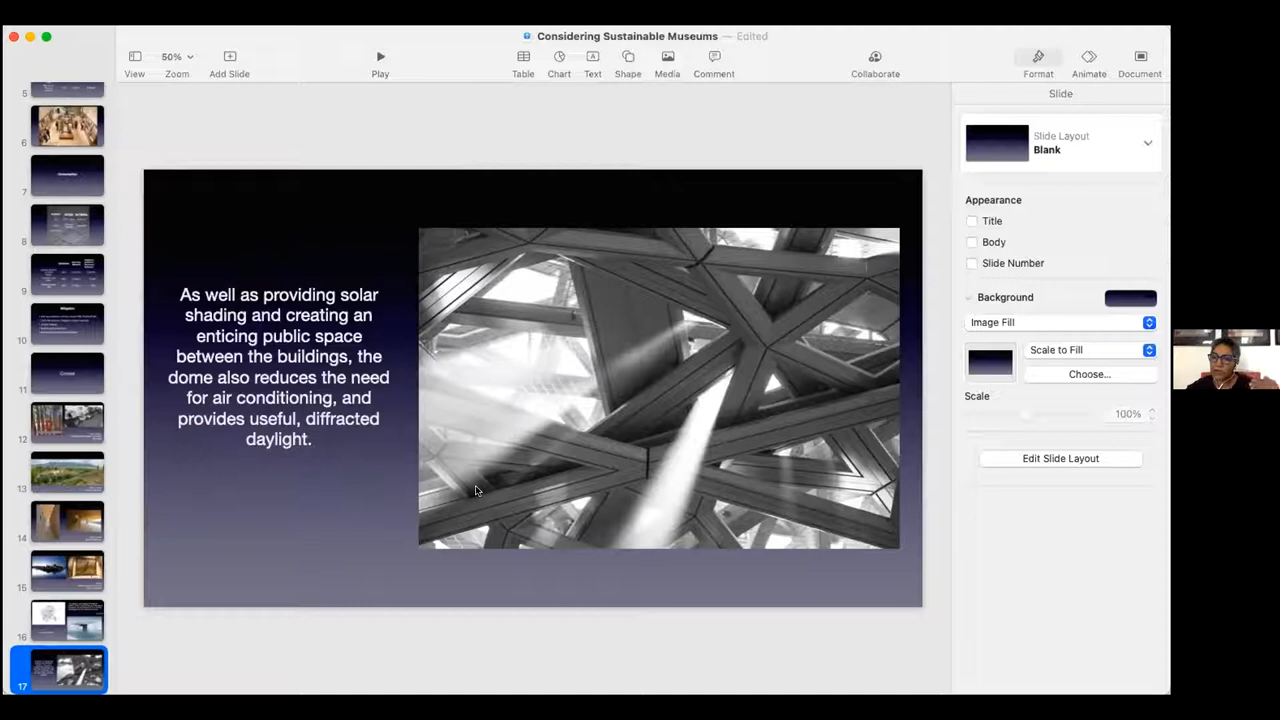 Considering Sustainable Museums — Edited
50%
View
Zoom
Add Slide
Play
Table
Chart
Text
Shape
Media
Comment
Collaborate
Format
Animate
Document
Slide
5
6
7
8
9
10
11
12
13
14
15
16
17
As well as providing solar
shading and creating an
enticing public space
between the buildings, the
dome also reduces the need
for air conditioning, and
provides useful, diffracted
daylight.
Slide Layout
Blank
Appearance
Title
Body
Slide Number
Background
Image Fill
Scale to Fill
Choose...
Scale
100%
Edit Slide Layout